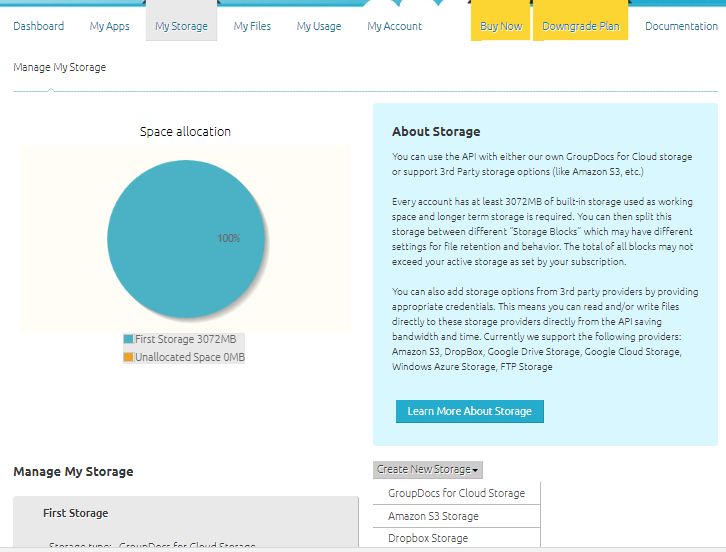 Dashboard My Apps My Storage My Files My Usage My Account Buy Now Downgrade Plan Documentation
Manage My Storage
Space allocation
100%
First Storage 3072MB
Unallocated Space 0MB
About Storage
You can use the API with either our own GroupDocs for Cloud storage
or support 3rd Party storage options (like Amazon S3, etc.)
Every account has at least 3072MB of built-in storage used as working
space and longer term storage is required. You can then split this
storage between different "Storage Blocks" which may have different
settings for file retention and behavior. The total of all blocks may not
exceed your active storage as set by your subscription.
You can also add storage options from 3rd party providers by providing
appropriate credentials. This means you can read and/or write files
directly to these storage providers directly from the API saving
bandwidth and time. Currently we support the following providers:
Amazon S3, DropBox, Google Drive Storage, Google Cloud Storage,
Windows Azure Storage, FTP Storage
Learn More About Storage
Manage My Storage
First Storage
Storage type: GroupDocs for Cloud Storage
Create New Storage
GroupDocs for Cloud Storage
Amazon S3 Storage
Dropbox Storage